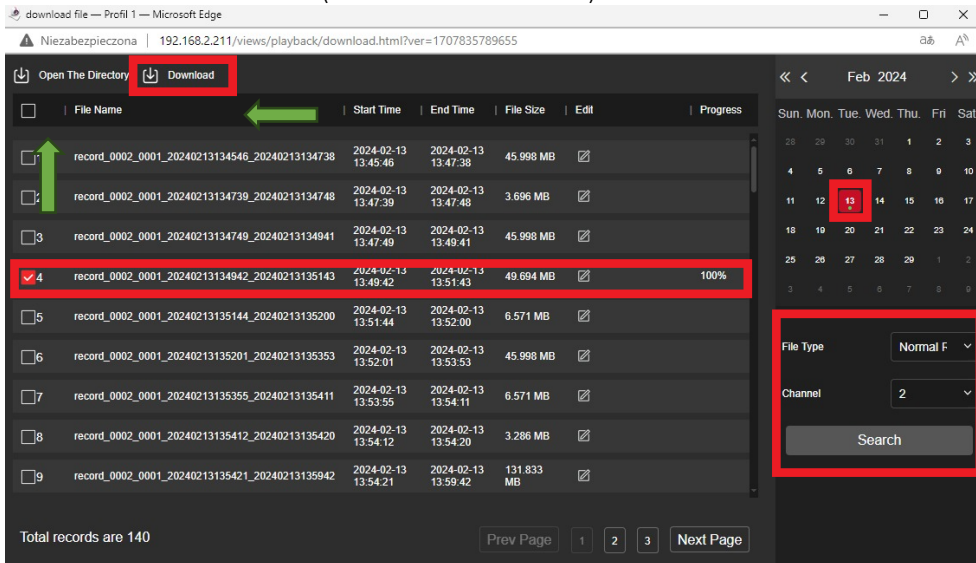 download file — Profil 1 — Microsoft Edge
Niezabezpieczona | 192.168.2.211/views/playback/download.html?ver=1707835789655
Open The Directory Download
File Name | Start Time | End Time | File Size | Edit | Progress
record_0002_0001_20240213134546_20240213134738 2024-02-13 13:45:46 2024-02-13 13:47:38 45.998 MB
record_0002_0001_20240213134739_20240213134748 2024-02-13 13:47:39 2024-02-13 13:47:48 3.696 MB
3 record_0002_0001_20240213134749_20240213134941 2024-02-13 13:47:49 2024-02-13 13:49:41 45.998 MB
4 record_0002_0001_20240213134942_20240213135143 2024-02-13 13:49:42 2024-02-13 13:51:43 49.694 MB 100%
5 record_0002_0001_20240213135144_20240213135200 2024-02-13 13:51:44 2024-02-13 13:52:00 6.571 MB
6 record_0002_0001_20240213135201_20240213135353 2024-02-13 13:52:01 2024-02-13 13:53:53 45.998 MB
7 record_0002_0001_20240213135355_20240213135411 2024-02-13 13:53:55 2024-02-13 13:54:11 6.571 MB
8 record_0002_0001_20240213135412_20240213135420 2024-02-13 13:54:12 2024-02-13 13:54:20 3.286 MB
9 record_0002_0001_20240213135421_20240213135942 2024-02-13 13:54:21 2024-02-13 13:59:42 131.833 MB
Total records are 140
Prev Page 1 2 3 Next Page
Feb 2024
Sun. Mon. Tue. Wed. Thu. Fri Sat
28 29 30 31 1 2 3
4 5 6 7 8 9 10
11 12 13 14 15 16 17
18 19 20 21 22 23 24
25 26 27 28 29 1 2
3 4 5 6 7 8 9
File Type Normal
Channel 2
Search